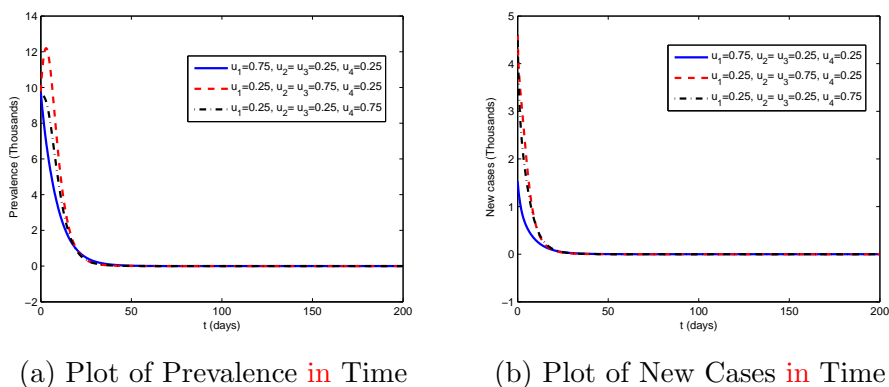 14
12
10
8
6
4
2
0
−2
Prevalence (Thousands)
0 50 100 150 200
t (days)
u1=0.75, u2= u3=0.25, u4=0.25
u1=0.25, u2= u3=0.75, u4=0.25
u1=0.25, u2= u3=0.25, u4=0.75
(a) Plot of Prevalence in Time
5
4
3
2
1
0
−1
New cases (Thousands)
0 50 100 150 200
t (days)
u1=0.75, u2= u3=0.25, u4=0.25
u1=0.25, u2= u3=0.75, u4=0.25
u1=0.25, u2= u3=0.25, u4=0.75
(b) Plot of New Cases in Time